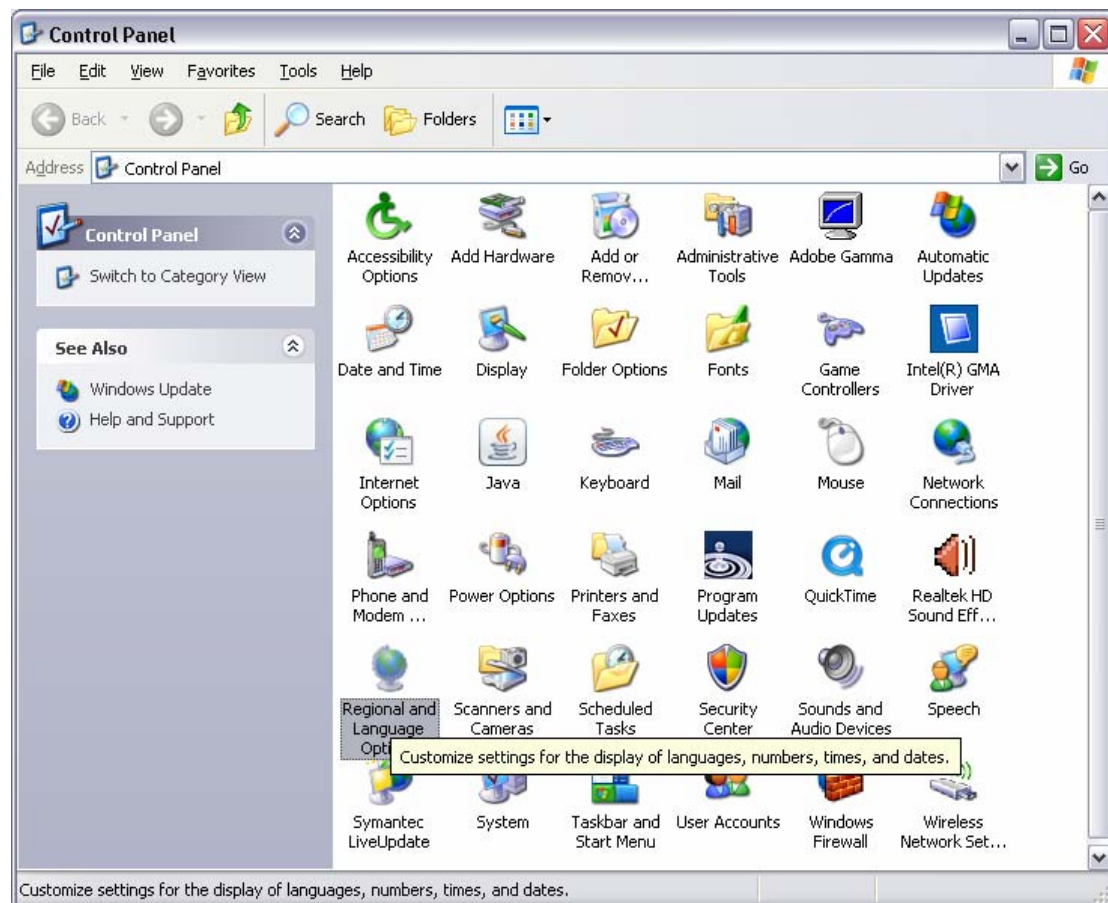 Control Panel
File Edit View Favorites Tools Help
Back Search Folders
Address Control Panel Go
Control Panel
Switch to Category View
See Also
Windows Update
Help and Support
Accessibility Options
Add Hardware
Add or Remov...
Administrative Tools
Adobe Gamma
Automatic Updates
Date and Time
Display
Folder Options
Fonts
Game Controllers
Intel(R) GMA Driver
Internet Options
Java
Keyboard
Mail
Mouse
Network Connections
Phone and Modem ...
Power Options
Printers and Faxes
Program Updates
QuickTime
Realtek HD Sound Eff...
Regional and Language Opti
Scanners and Cameras
Scheduled Tasks
Security Center
Sounds and Audio Devices
Speech
Customize settings for the display of languages, numbers, times, and dates.
Symantec LiveUpdate
System
Taskbar and Start Menu
User Accounts
Windows Firewall
Wireless Network Set...
Customize settings for the display of languages, numbers, times, and dates.